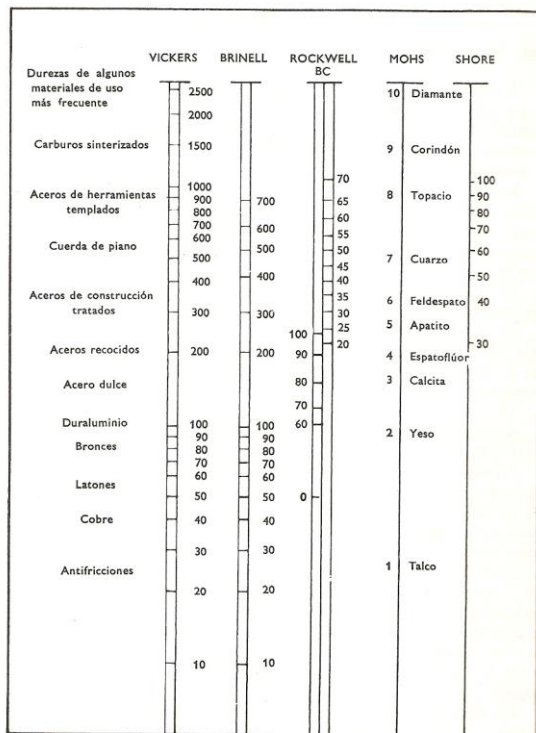 VICKERS BRINELL ROCKWELL MOHS SHORE
BC
Durezas de algunos
materiales de uso
más frecuente
2500 10 Diamante
2000
Carburos sinterizados 1500 9 Corindón
70 100
1000
Aceros de herramientas
templados
900 700 65 8 Topacio 90
800 60 80
700 600 55 70
600
Cuerda de piano 500 50 60
500 45 7 Cuarzo
400 400 40 50
Aceros de construcción
tratados
35 6 Feldespato 40
300 300 30
25 5 Apatito
100 20 30
Aceros recocidos 200 200 90 4 Espatoflúor
Acero dulce 80 3 Calcita
70
Duraluminio 100 100 60
90 90 2 Yeso
Bronces 80 80
70 70
60 60
Latones 50 50 0
Cobre 40 40
30 30
Antifricciones 1 Talco
20 20
10 10